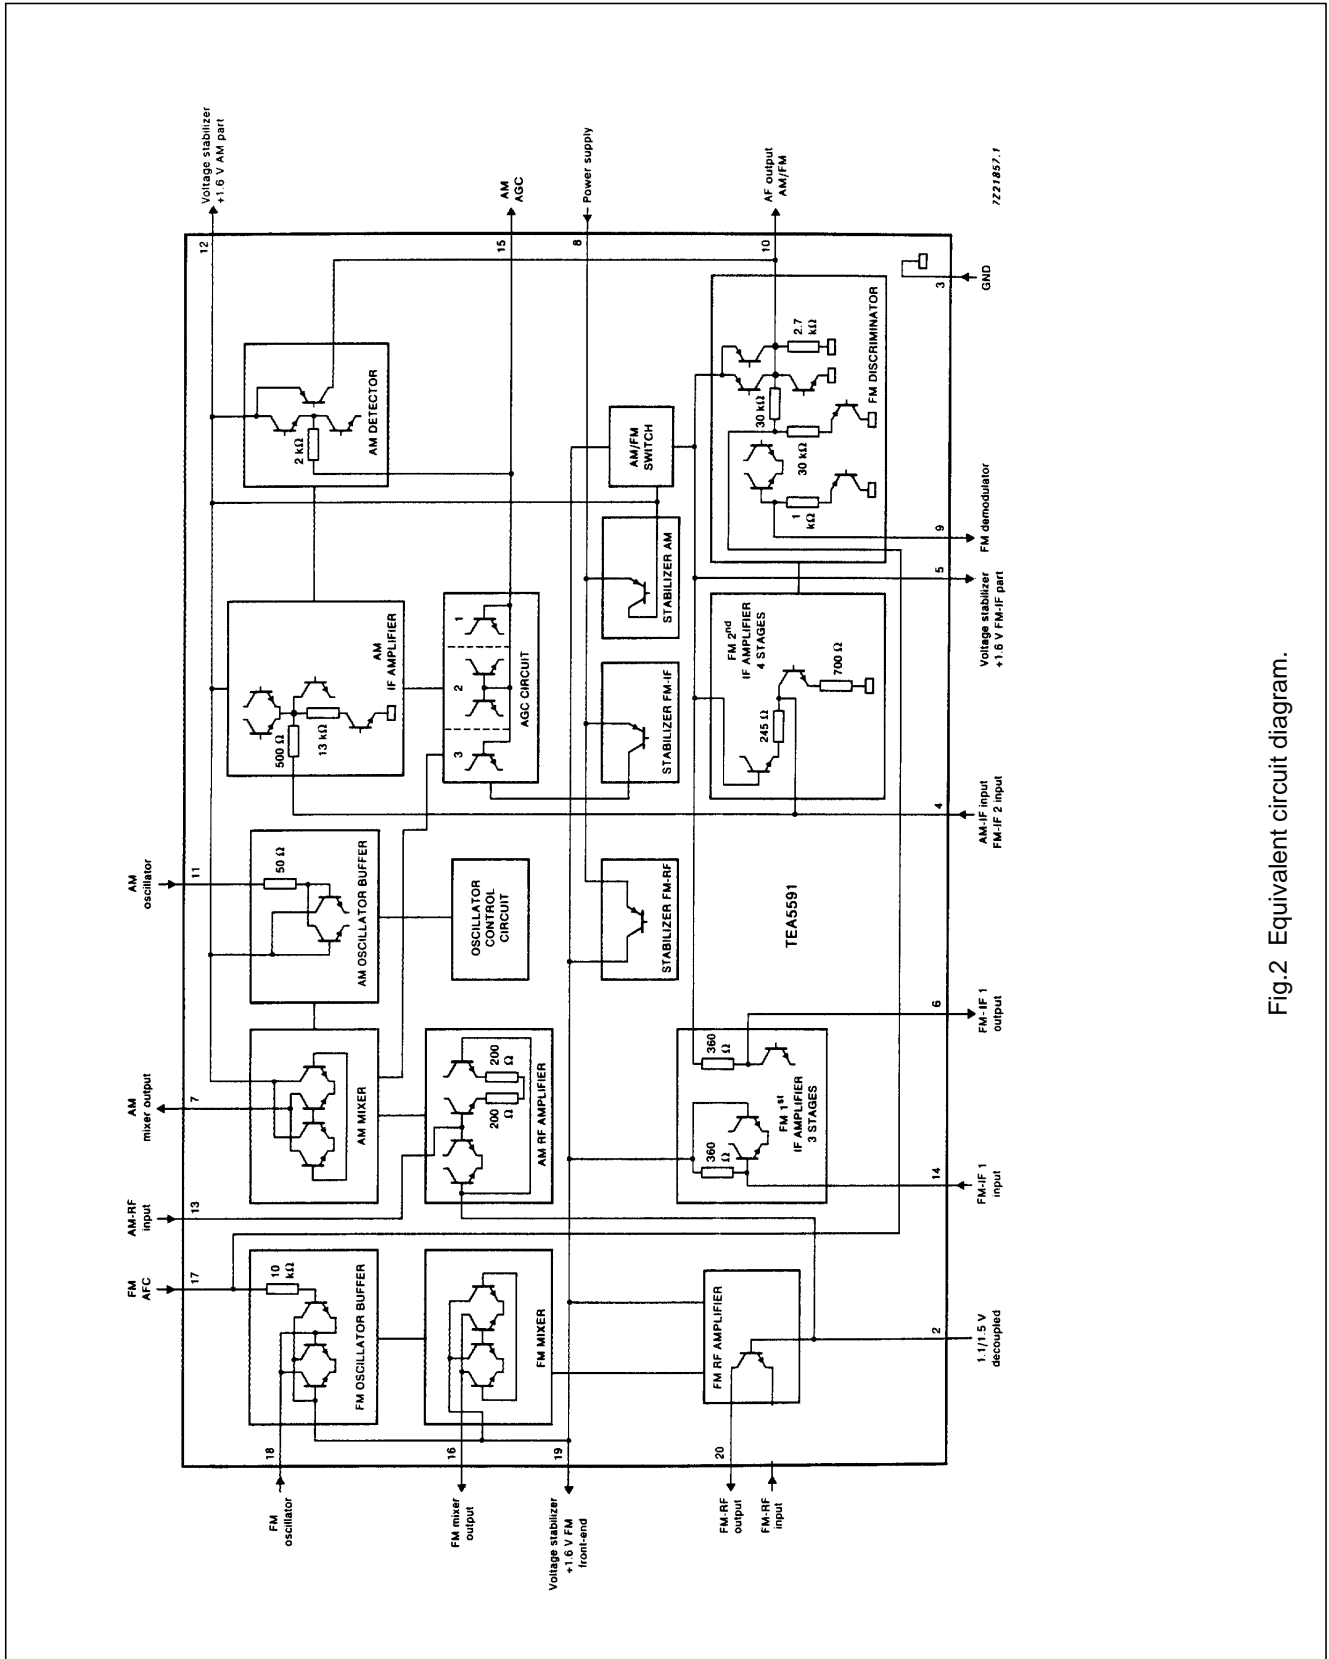 Voltage stabilizer
+1.6 V AM part
AM
AGC
Power supply
AF output
AM/FM
7Z21857.1
12
15
8
10
3
GND
AM DETECTOR
2 kΩ
AM/FM
SWITCH
FM DISCRIMINATOR
2.7
kΩ
30 kΩ
30 kΩ
1
kΩ
9
FM demodulator
5
Voltage stabilizer
+1.6 V FM-IF part
AM
IF AMPLIFIER
500 Ω
13 kΩ
AGC CIRCUIT
1
2
3
STABILIZER AM
STABILIZER FM-IF
FM 2nd
IF AMPLIFIER
4 STAGES
245 Ω
700 Ω
4
AM-IF input
FM-IF 2 input
AM
oscillator
11
50 Ω
AM OSCILLATOR BUFFER
OSCILLATOR
CONTROL
CIRCUIT
STABILIZER FM-RF
TEA5591
AM
mixer output
7
AM MIXER
AM RF AMPLIFIER
200
Ω
200
Ω
FM 1st
IF AMPLIFIER
3 STAGES
360
Ω
360
Ω
6
FM-IF 1
output
14
FM-IF 1
input
AM-RF
input
13
FM
AFC
17
10
kΩ
FM OSCILLATOR BUFFER
FM MIXER
FM RF AMPLIFIER
2
1.1/1.5 V
decoupled
18
16
19
20
FM
oscillator
FM mixer
output
Voltage stabilizer
+1.6 V FM
front-end
FM-RF
output
FM-RF
input
Fig.2 Equivalent circuit diagram.